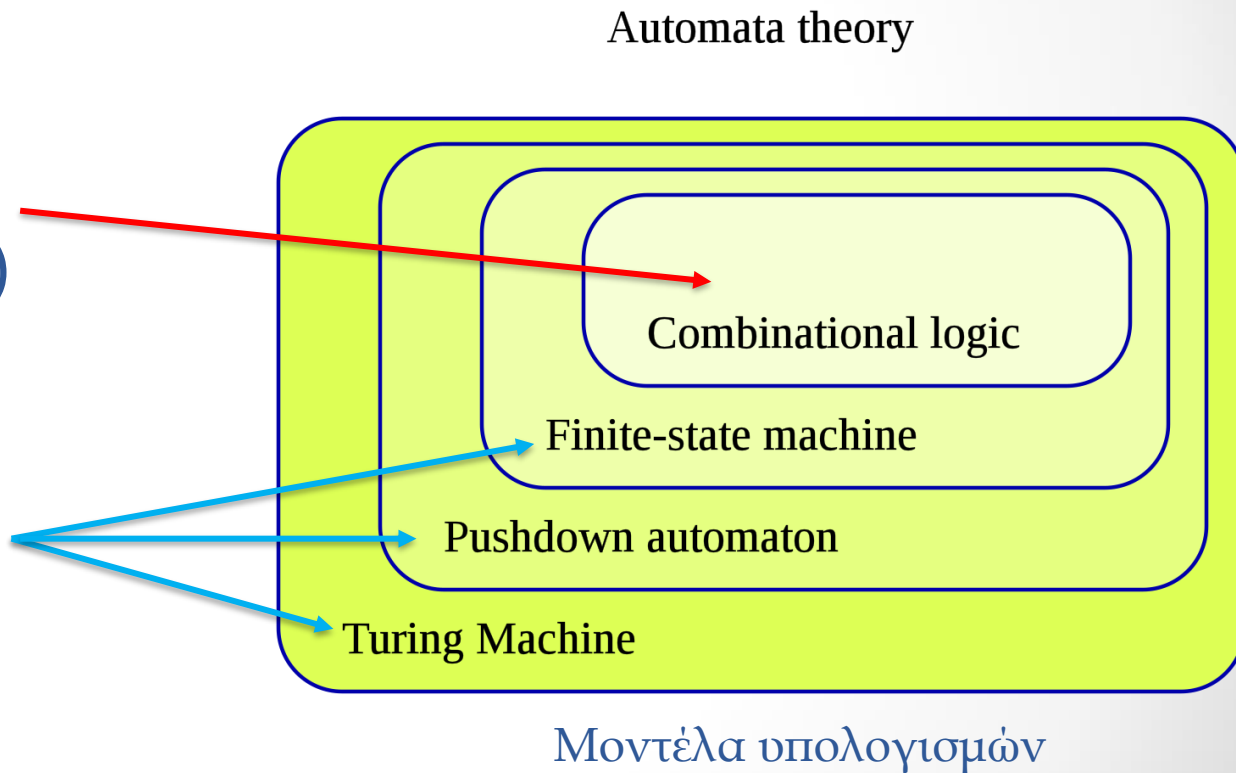 Automata theory
)
Combinational logic
Finite-state machine
Pushdown automaton
Turing Machine
Μοντέλα υπολογισμών